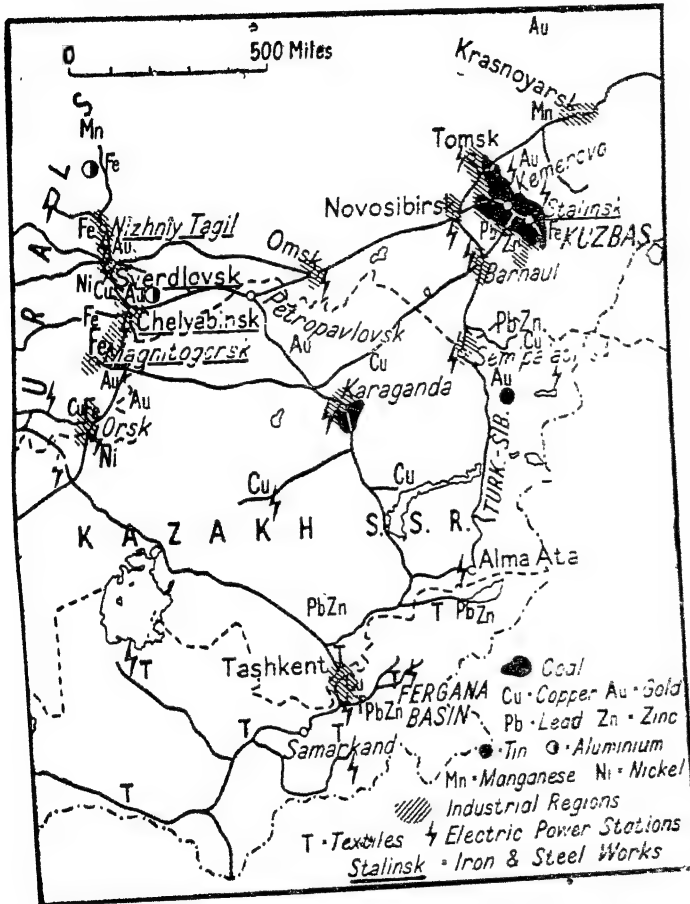 0 500 Miles
Au
Krasnoyarsk
Mn
S
Mn
Fe
L
A
Tomsk
Au
Kemerovo
Novosibirs
Stalinsk
Fe
Nizhniy Tagil
Au
Pb
Zn
Fe
KUZBAS
Omsk
Barnaul
Ni
Sverdlovsk
Cu
Au
R
Petropavlovsk
Fe
Chelyabinsk
Pb Zn
Cu
Fe
Magnitogorsk
Au
Cu
Au
Au
Au
U
Karaganda
Cu
Fe
Orsk
Ni
TURK.-SIB.
Cu
Cu
KAZAKH S.S.R.
Alma Ata
Pb Zn
T
Pb Zn
T
T
Tashkent
T
Pb Zn
FERGANA
BASIN
T
T
Samarkand
T
Coal
Cu - Copper Au - Gold
Pb - Lead Zn - Zinc
- Tin - Aluminium
Mn = Manganese Ni = Nickel
Industrial Regions
T - Textiles Electric Power Stations
Stalinsk = Iron & Steel Works